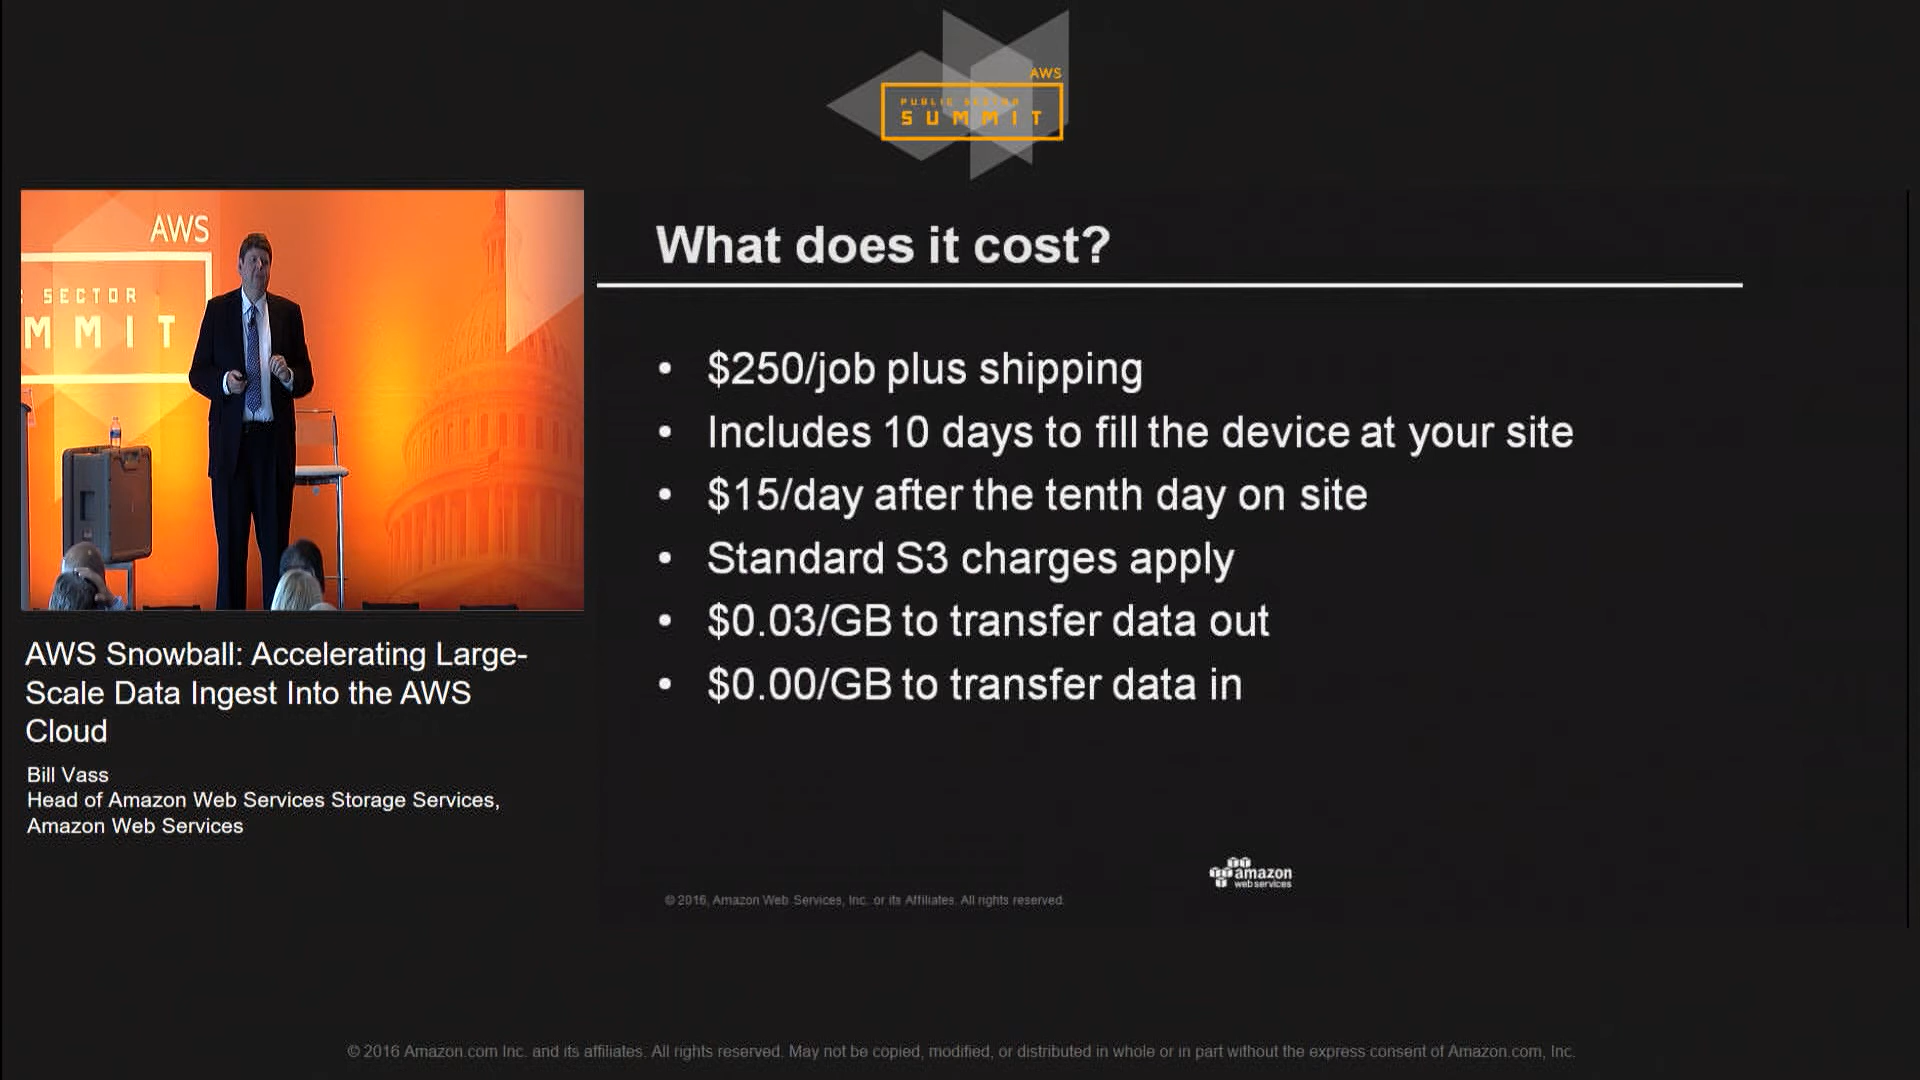 AWS
PUBLIC SECTOR
SUMMIT
AWS
SECTOR
MMIT
What does it cost?
• $250/job plus shipping
• Includes 10 days to fill the device at your site
• $15/day after the tenth day on site
• Standard S3 charges apply
• $0.03/GB to transfer data out
• $0.00/GB to transfer data in
AWS Snowball: Accelerating Large-
Scale Data Ingest Into the AWS
Cloud
Bill Vass
Head of Amazon Web Services Storage Services,
Amazon Web Services
amazon
web services
© 2016, Amazon Web Services, Inc. or its Affiliates. All rights reserved.
© 2016 Amazon.com Inc. and its affiliates. All rights reserved. May not be copied, modified, or distributed in whole or in part without the express consent of Amazon.com, Inc.